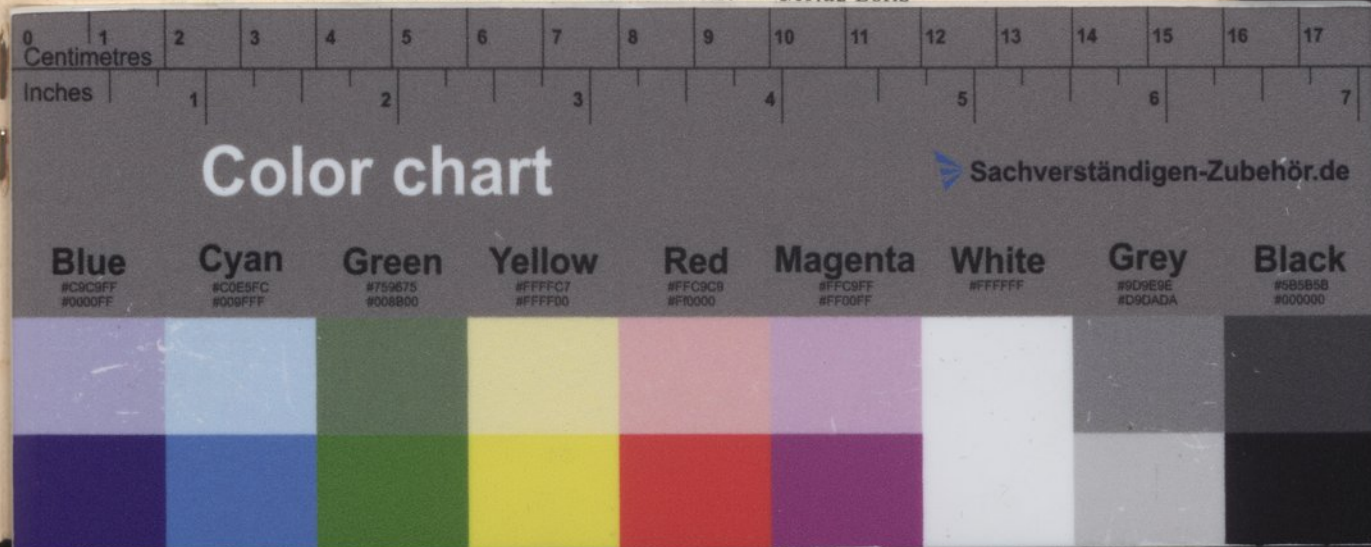 0 1 2 3 4 5 6 7 8 9 10 11 12 13 14 15 16 17
Centimetres
Inches 1 2 3 4 5 6 7
Color chart
Sachverständigen-Zubehör.de
Blue Cyan Green Yellow Red Magenta White Grey Black
#C9C9FF #C0E5FC #759675 #FFFFC7 #FFC9C9 #FFC9FF #FFFFFF #9D9E9E #5B5B5B
#0000FF #009FFF #008B00 #FFFF00 #Ff0000 #FF00FF #D9DADA #000000